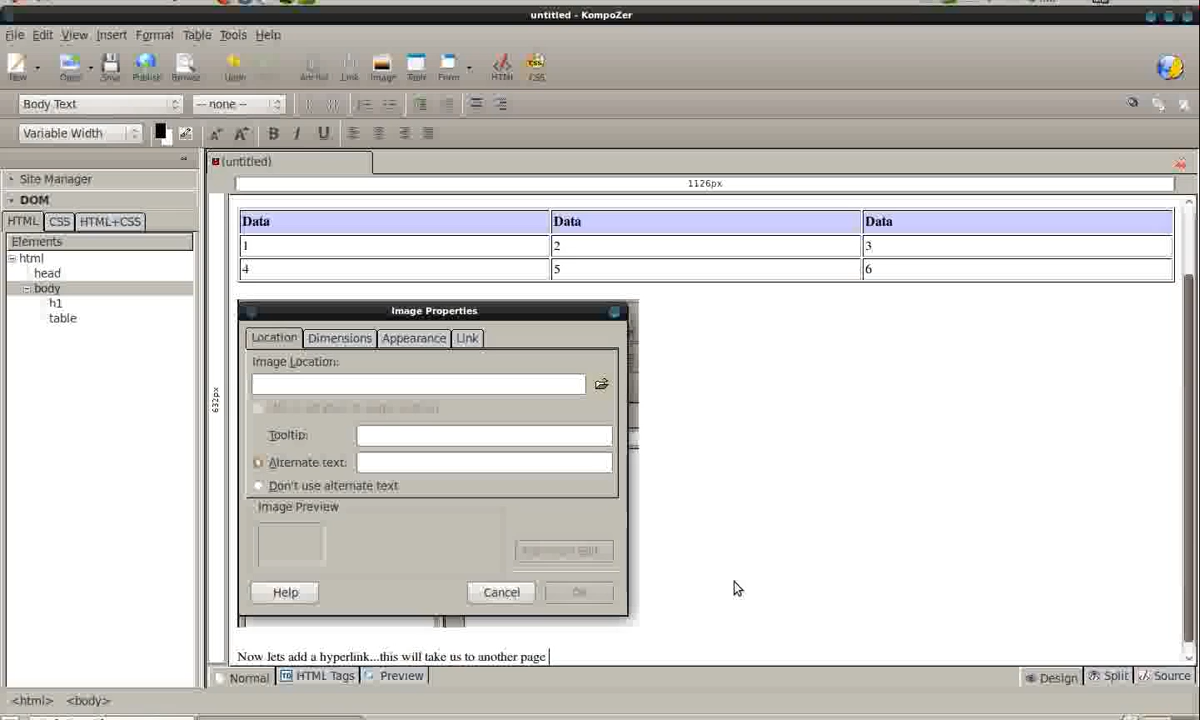 untitled - KompoZer
File Edit View Insert Format Table Tools Help
New Open Save Publish Browse Undo Anchor Link Image Table Form HTML CSS
Body Text -- none --
Variable Width B I U
(untitled)
Site Manager
1126px
DOM
HTML CSS HTML+CSS
Elements
html
head
body
h1
table
632px
Data Data Data
1 2 3
4 5 6
Image Properties
Location Dimensions Appearance Link
Image Location:
Tooltip:
Alternate text:
Don't use alternate text
Image Preview
Help Cancel OK
Now lets add a hyperlink...this will take us to another page
Normal HTML Tags Preview Design Split Source
<html> <body>